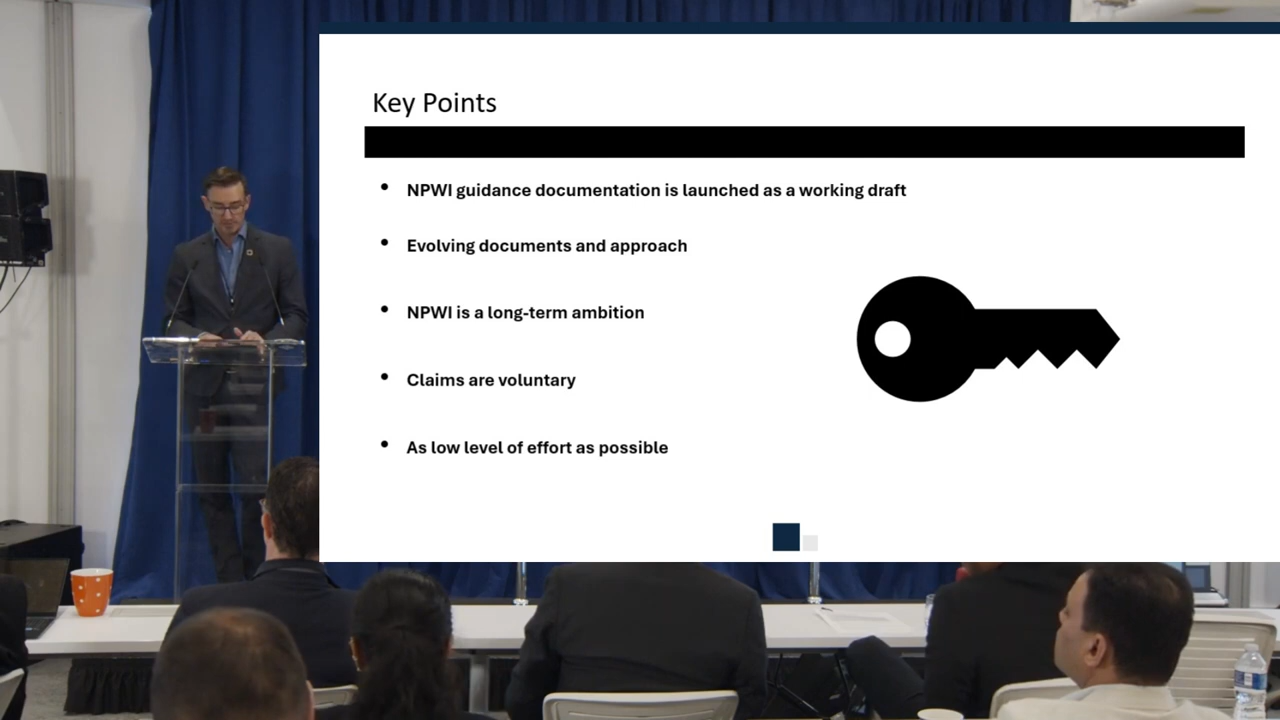 Key Points
• NPWI guidance documentation is launched as a working draft
• Evolving documents and approach
• NPWI is a long-term ambition
• Claims are voluntary
• As low level of effort as possible